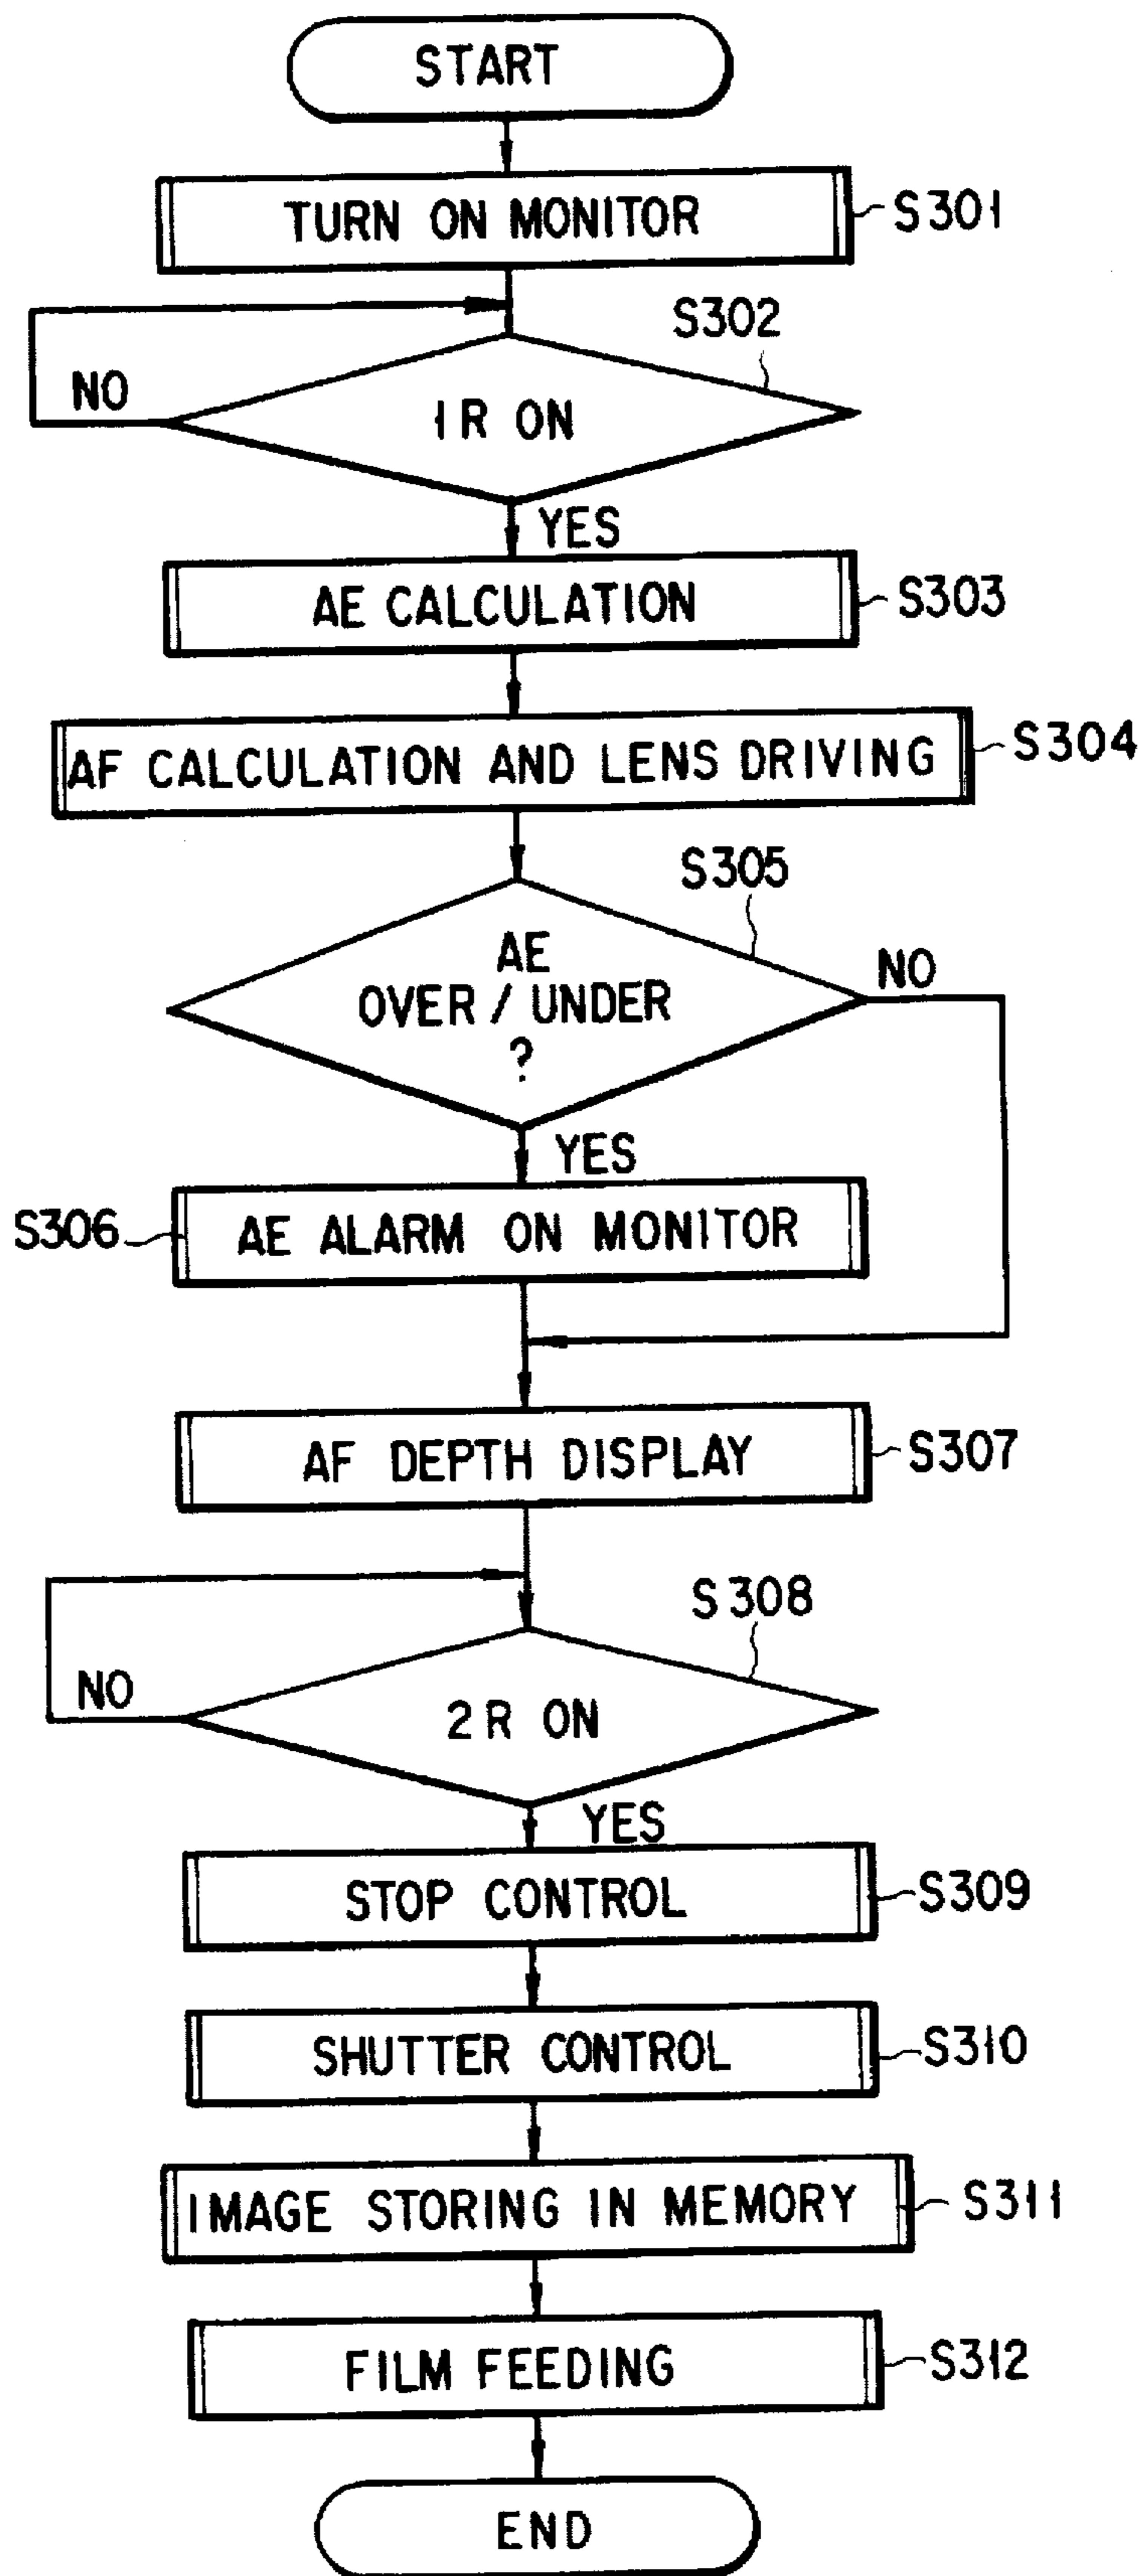 START
TURN ON MONITOR
S301
S302
NO
1R ON
YES
AE CALCULATION
S303
AF CALCULATION AND LENS DRIVING
S304
S305
AE
OVER / UNDER
?
NO
YES
S306
AE ALARM ON MONITOR
AF DEPTH DISPLAY
S307
S308
NO
2R ON
YES
STOP CONTROL
S309
SHUTTER CONTROL
S310
IMAGE STORING IN MEMORY
S311
FILM FEEDING
S312
END